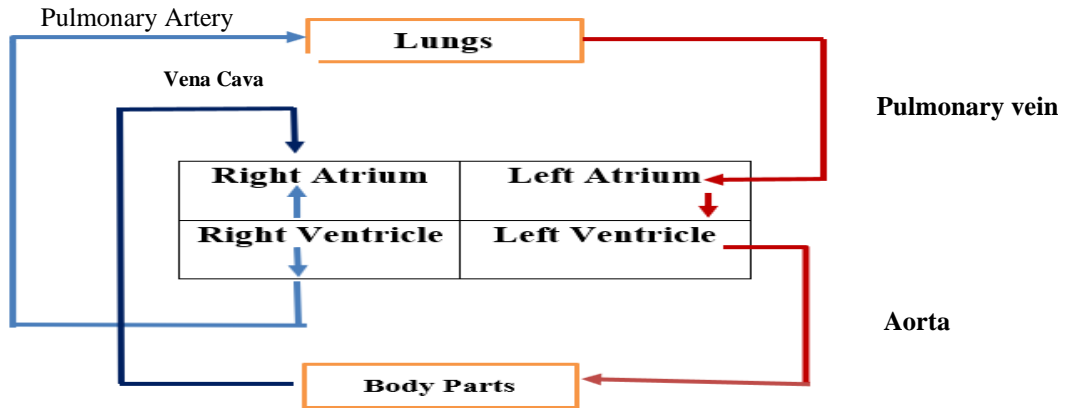 Pulmonary Artery
Lungs
Vena Cava
Pulmonary vein
Right Atrium
Left Atrium
Right Ventricle
Left Ventricle
Aorta
Body Parts